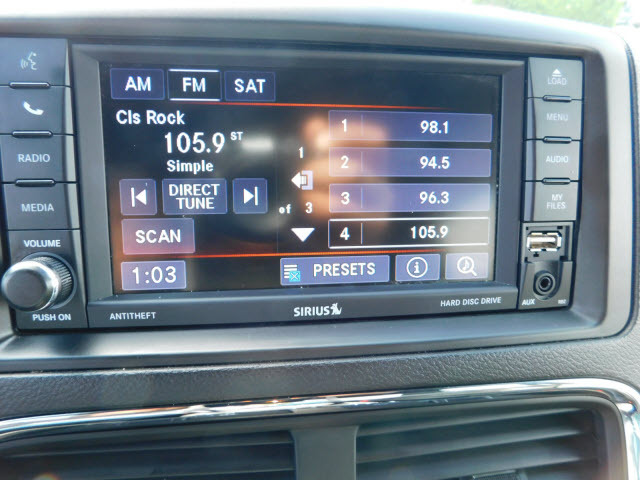 AM FM SAT
Cls Rock
105.9 ST
Simple
DIRECT
TUNE
SCAN
1:03
1
of 3
1 98.1
2 94.5
3 96.3
4 105.9
PRESETS
i
RADIO
MEDIA
VOLUME
PUSH ON
LOAD
MENU
AUDIO
MY
FILES
AUX
ANTITHEFT
SIRIUS
HARD DISC DRIVE